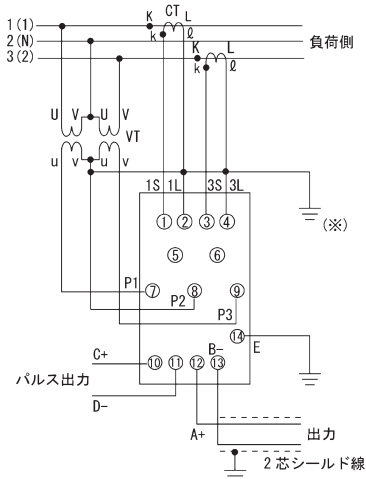 CT
1(1)
K
L
2(N)
k
ℓ
負荷側
3(2)
K
L
k
ℓ
U V U V
VT
u v u v
1S 1L 3S 3L
(※)
① ② ③ ④
⑤ ⑥
P1
⑦ ⑧ ⑨
P2
P3
⑭ E
C+
B-
⑩ ⑪ ⑫ ⑬
パルス出力
D-
A+
出力
2芯シールド線